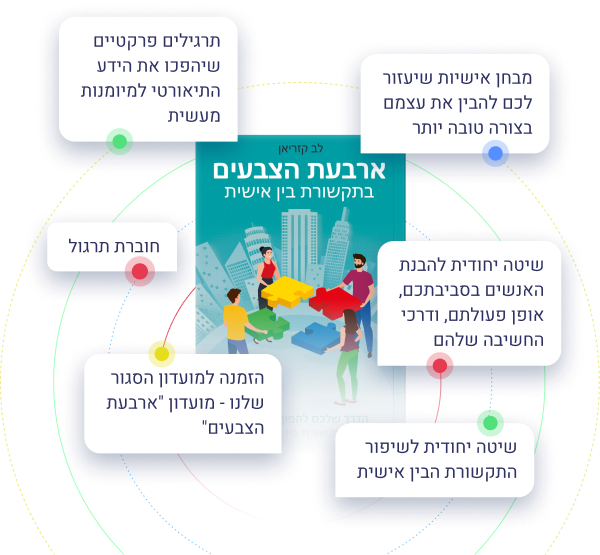 תרגילים פרקטיים
שיהפכו את הידע
התיאורטי למיומנות
מעשית
מבחן אישיות שיעזור
לכם להבין את עצמם
בצורה טובה יותר
לב קזריאן
ארבעת הצבעים
בתקשורת בין אישית
חוברת תרגול
שיטה יחודית להבנת
האנשים בסביבתכם,
אופן פעולתם, ודרכי
החשיבה שלהם
הזמנה למועדון הסגור
שלנו - מועדון "ארבעת
הצבעים"
שיטה יחודית לשיפור
התקשורת הבין אישית